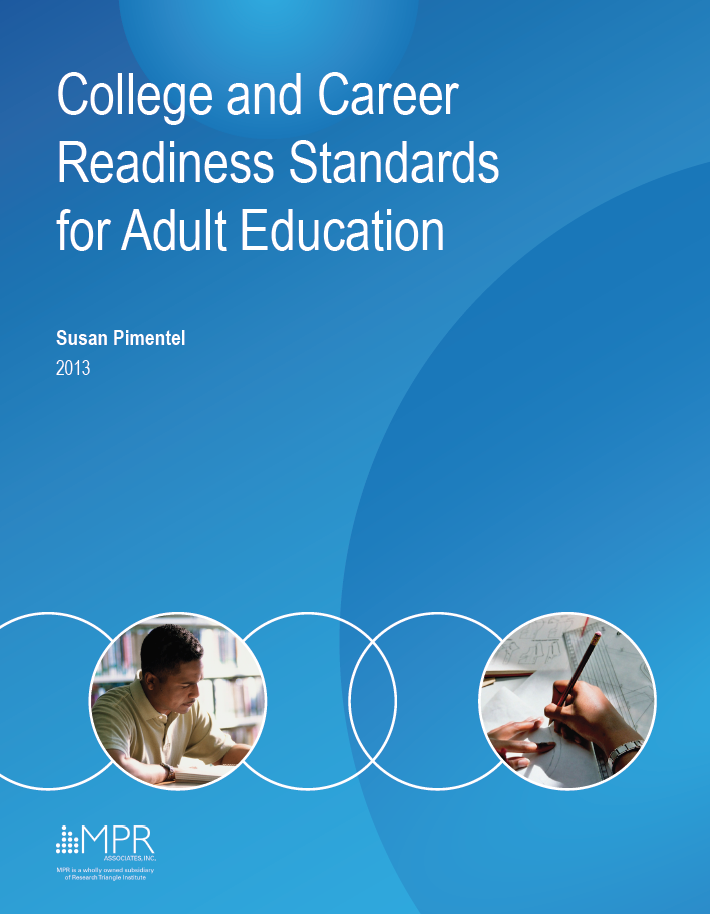 College and Career
Readiness Standards
for Adult Education
Susan Pimentel
2013
MPR
ASSOCIATES, INC.
MPR is a wholly owned subsidiary
of Research Triangle Institute